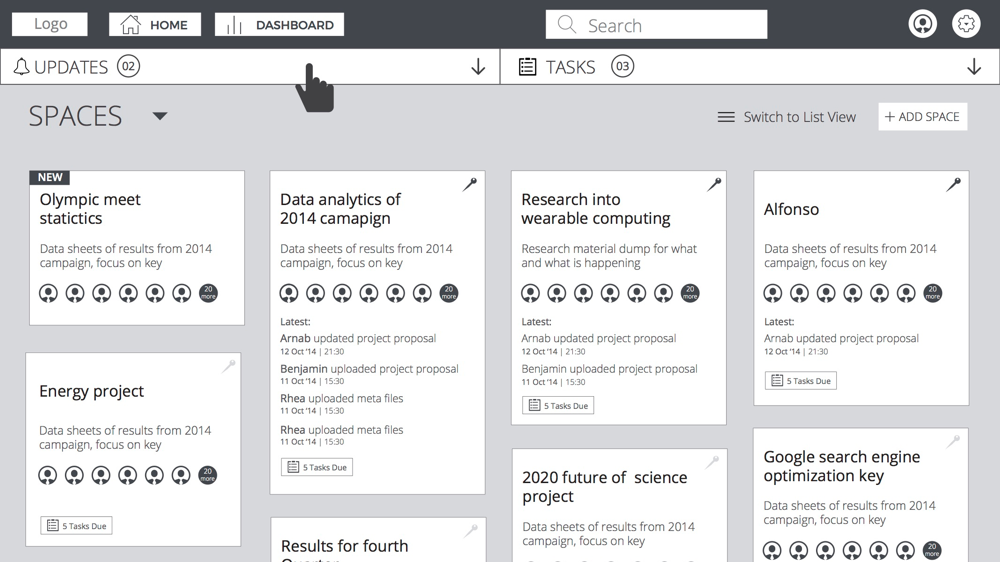 Logo
HOME
DASHBOARD
Search
UPDATES 02
TASKS 03
SPACES
Switch to List View
+ ADD SPACE
NEW
Olympic meet
statictics
Data sheets of results from 2014
campaign, focus on key
20
more
Energy project
Data sheets of results from 2014
campaign, focus on key
20
more
5 Tasks Due
Data analytics of
2014 camapign
Data sheets of results from 2014
campaign, focus on key
20
more
Latest:
Arnab updated project proposal
12 Oct '14 | 21:30
Benjamin uploaded project proposal
11 Oct '14 | 15:30
Rhea uploaded meta files
11 Oct '14 | 15:30
Rhea uploaded meta files
11 Oct '14 | 15:30
5 Tasks Due
Results for fourth
Research into
wearable computing
Research material dump for what
and what is happening
20
more
Latest:
Arnab updated project proposal
12 Oct '14 | 21:30
Benjamin uploaded project proposal
11 Oct '14 | 15:30
5 Tasks Due
2020 future of science
project
Data sheets of results from 2014
campaign, focus on key
Alfonso
Data sheets of results from 2014
campaign, focus on key
20
more
Latest:
Arnab updated project proposal
12 Oct '14 | 21:30
5 Tasks Due
Google search engine
optimization key
Data sheets of results from 2014
campaign, focus on key
20
more